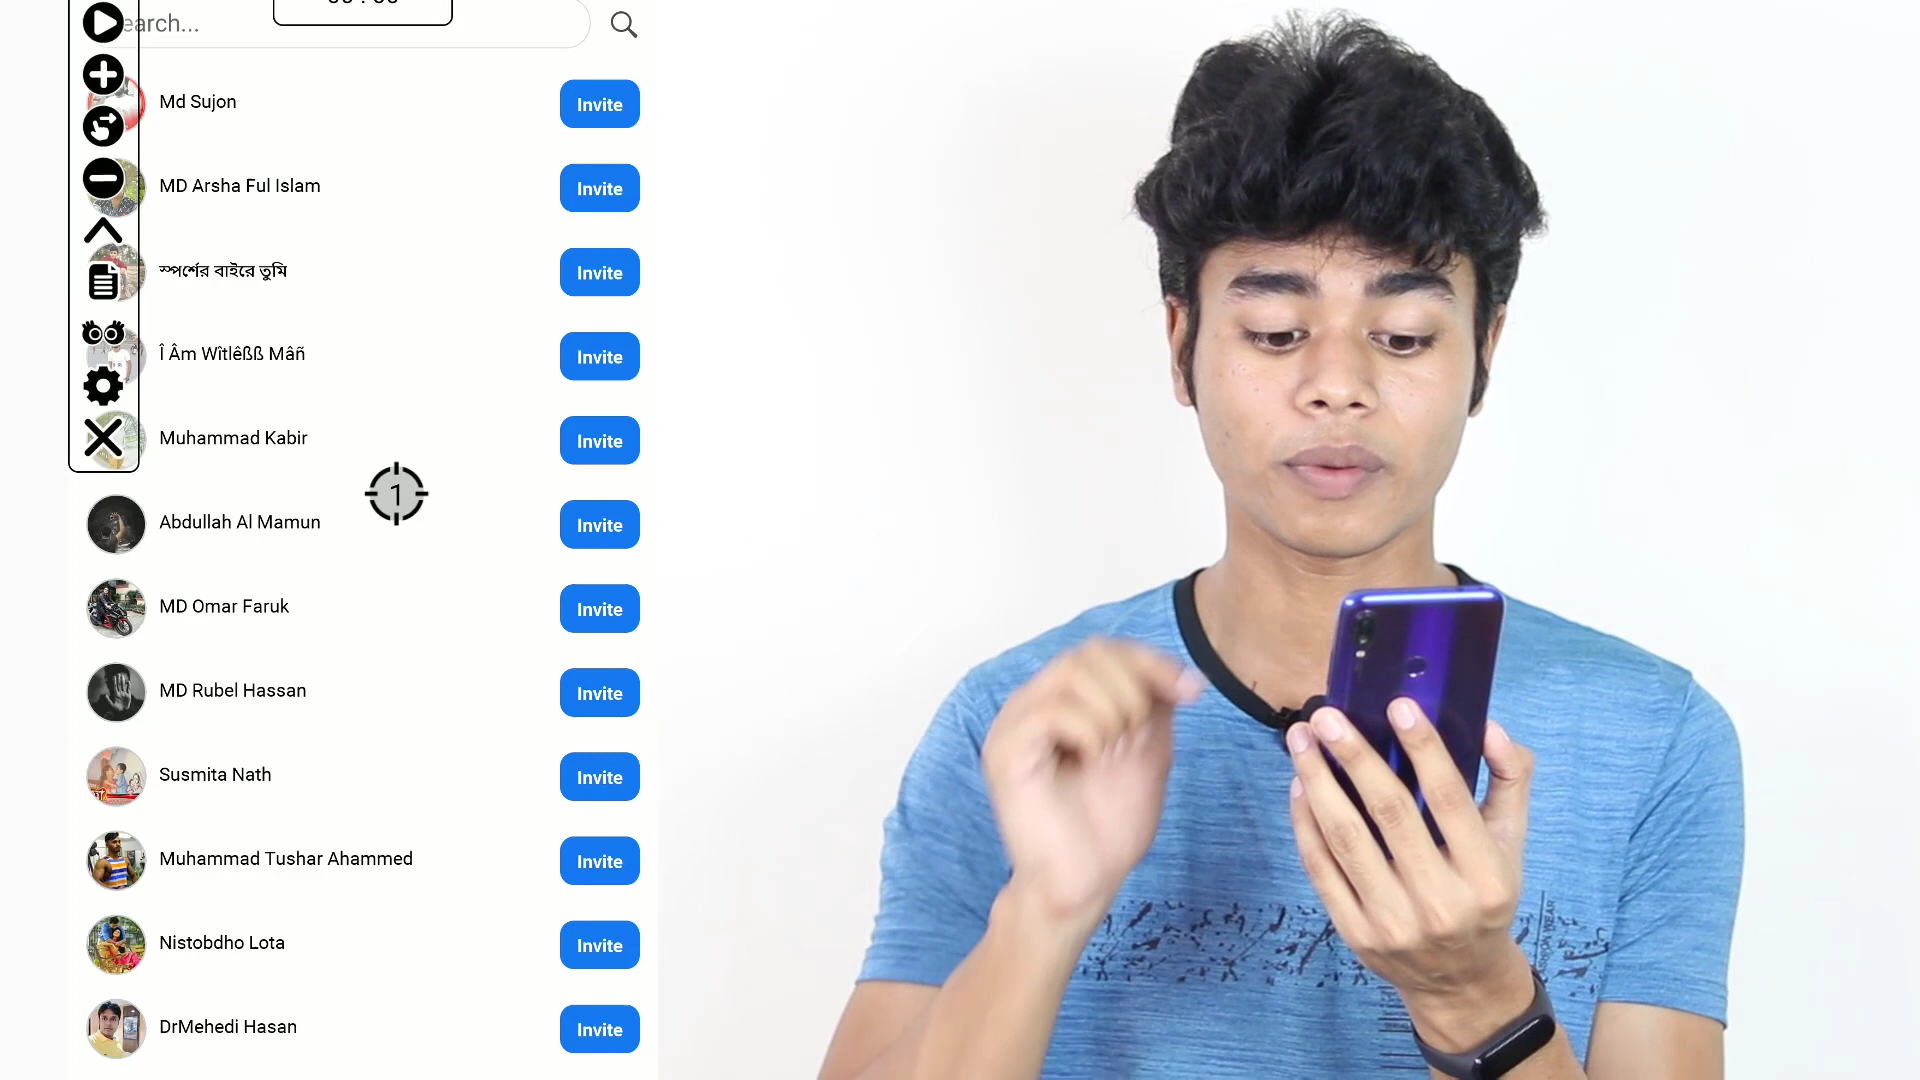 earch...
Md Sujon
Invite
MD Arsha Ful Islam
Invite
স্পর্শের বাইরে তুমি
Invite
Î Âm Wîtlêßß Mâñ
Invite
Muhammad Kabir
Invite
1
Abdullah Al Mamun
Invite
MD Omar Faruk
Invite
MD Rubel Hassan
Invite
Susmita Nath
Invite
Muhammad Tushar Ahammed
Invite
Nistobdho Lota
Invite
DrMehedi Hasan
Invite